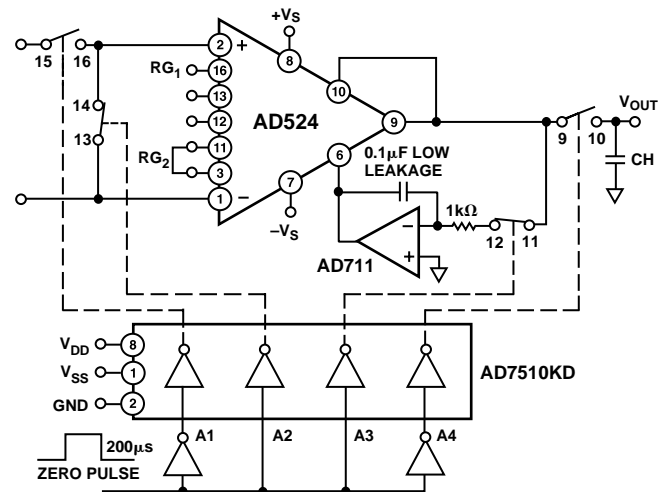 +VS
15 16
2 +
8
RG1
16
10
14
13
VOUT
12
AD524
9
9 10
13
11
6
0.1µF LOW
LEAKAGE
CH
RG2
3
7
1kΩ
1 –
–
12 11
–VS
+
AD711
VDD 8
VSS 1
AD7510KD
GND 2
A1 A2 A3 A4
200µs
ZERO PULSE